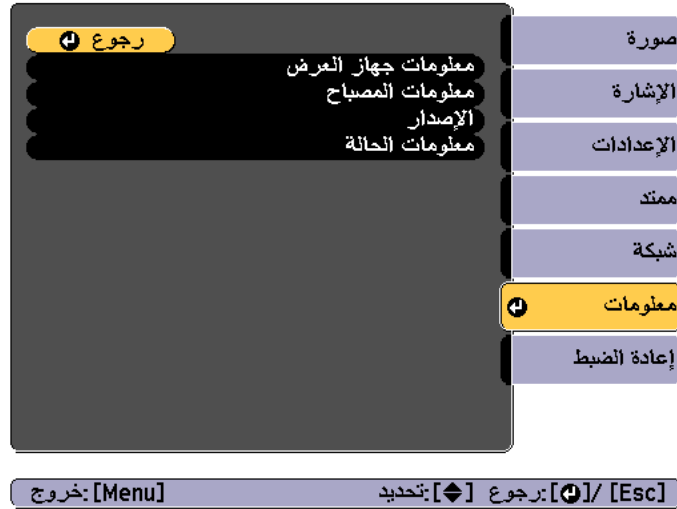 صورة
الإشارة
الإعدادات
ممتد
شبكة
معلومات
إعادة الضبط
رجوع
معلومات جهاز العرض
معلومات المصباح
الإصدار
معلومات الحالة
[Esc] /[]:رجوع []:تحديد [Menu]:خروج